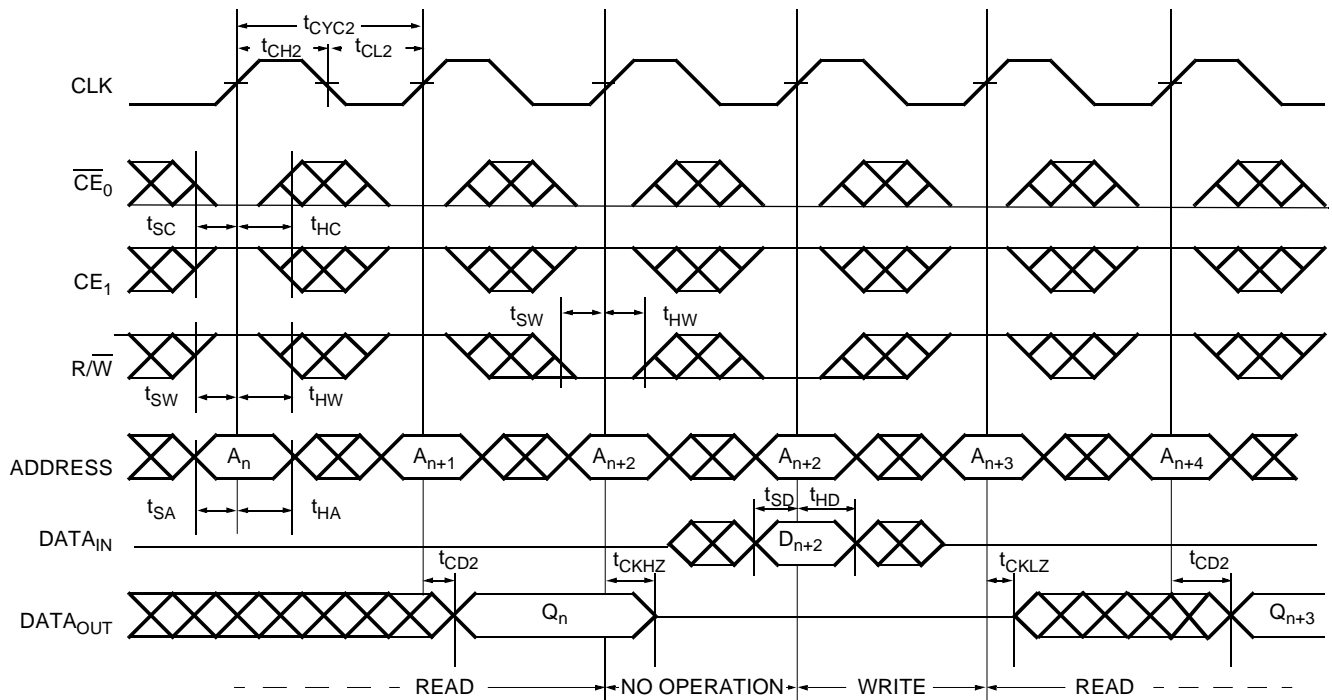 tCYC2
tCH2 tCL2
CLK
CE0
tSC tHC
CE1
tSW tHW
R/W
tSW tHW
ADDRESS An An+1 An+2 An+2 An+3 An+4
tSA tHA tSD tHD
DATAIN Dn+2
tCD2 tCKHZ tCKLZ tCD2
DATAOUT Qn Qn+3
READ NO OPERATION WRITE READ